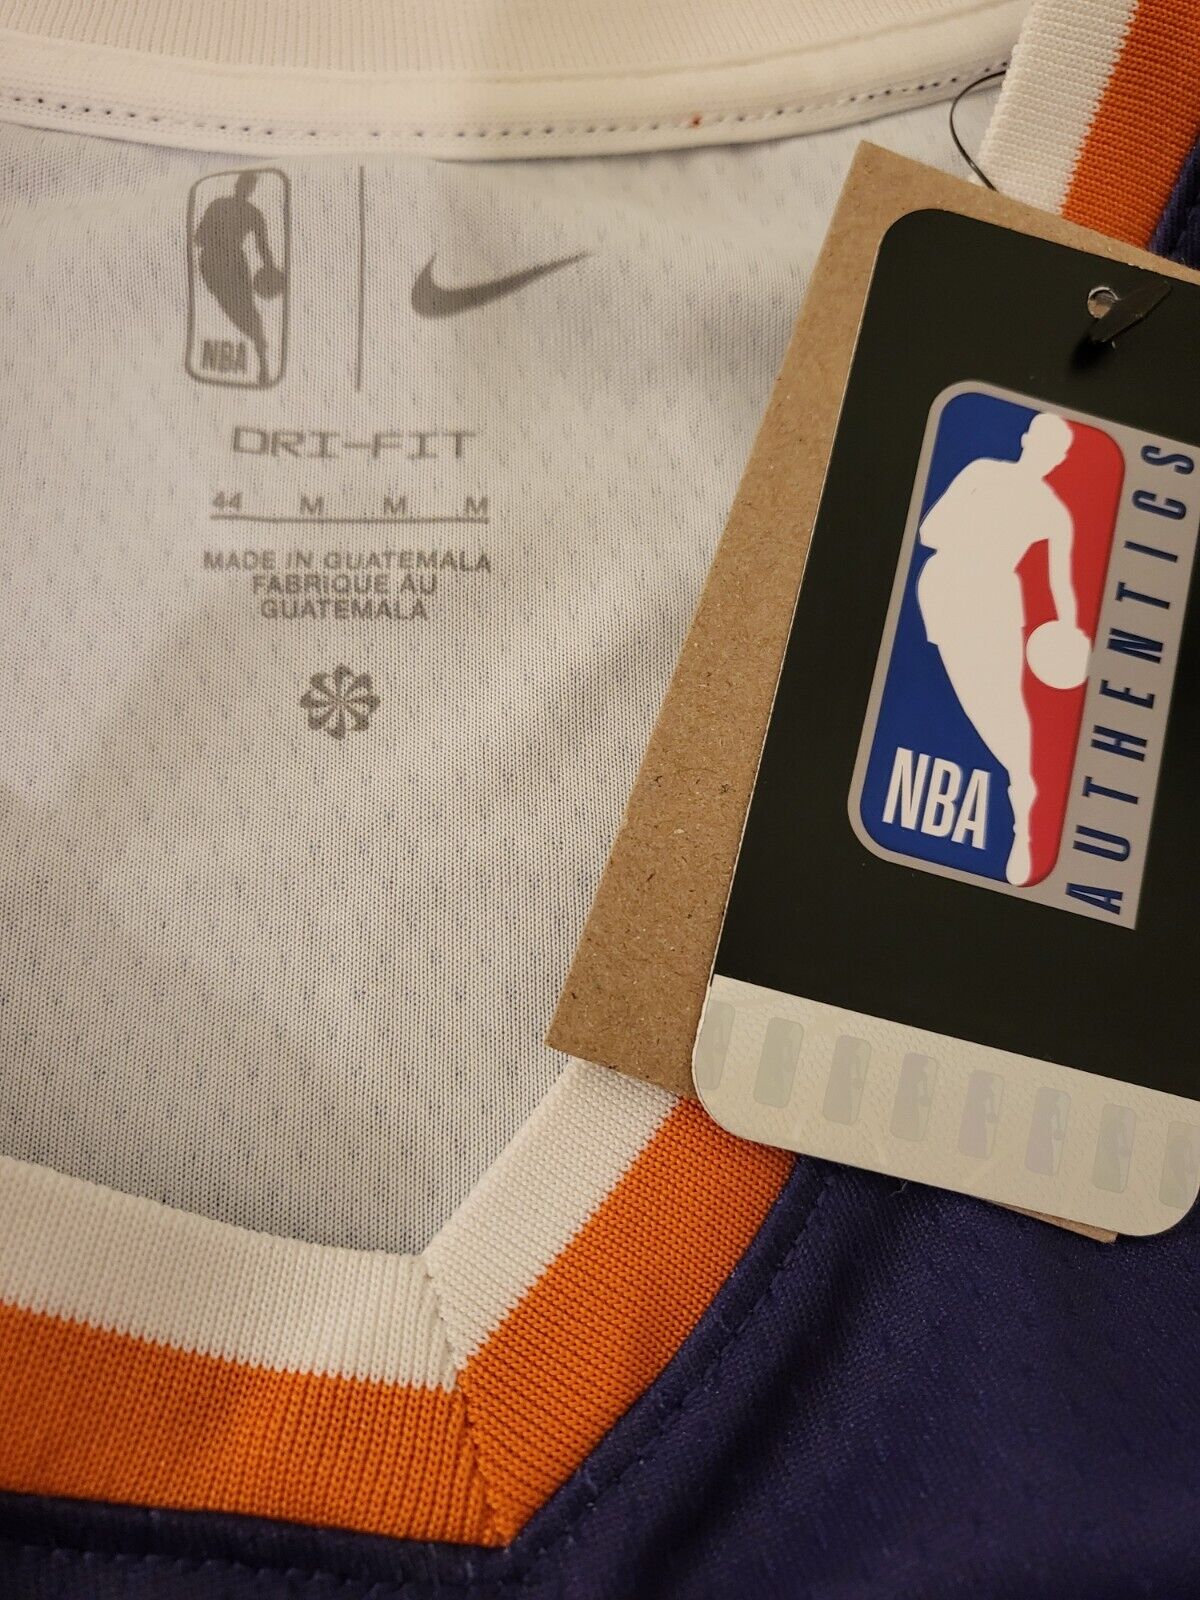 NBA
DRI-FIT
44 M M M
MADE IN GUATEMALA
FABRIQUE AU
GUATEMALA
NBA
AUTHENTICS